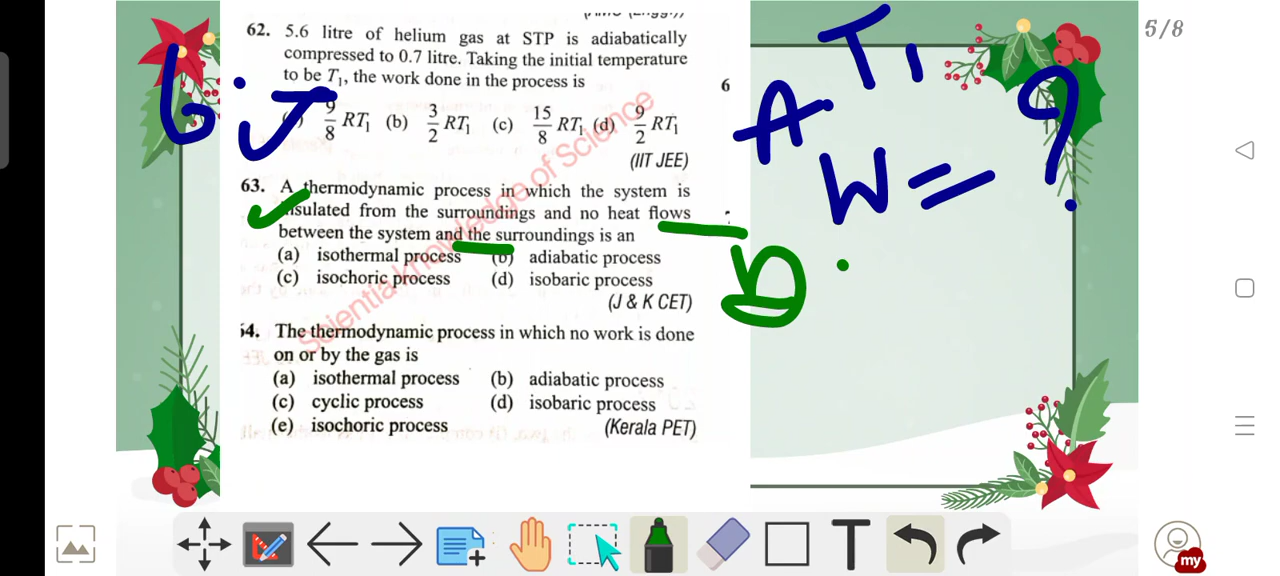 5/8
62. 5.6 litre of helium gas at STP is adiabatically
compressed to 0.7 litre. Taking the initial temperature
to be T₁, the work done in the process is
9/8 RT₁ (b) 3/2 RT₁ (c) 15/8 RT₁ (d) 9/2 RT₁
(IIT JEE)
63. A thermodynamic process in which the system is
insulated from the surroundings and no heat flows
between the system and the surroundings is an
(a) isothermal process (b) adiabatic process
(c) isochoric process (d) isobaric process
(J & K CET)
64. The thermodynamic process in which no work is done
on or by the gas is
(a) isothermal process (b) adiabatic process
(c) cyclic process (d) isobaric process
(e) isochoric process (Kerala PET)
Scientia knowledge of Science
6
T₁
A.
W = ?
b.
T
my